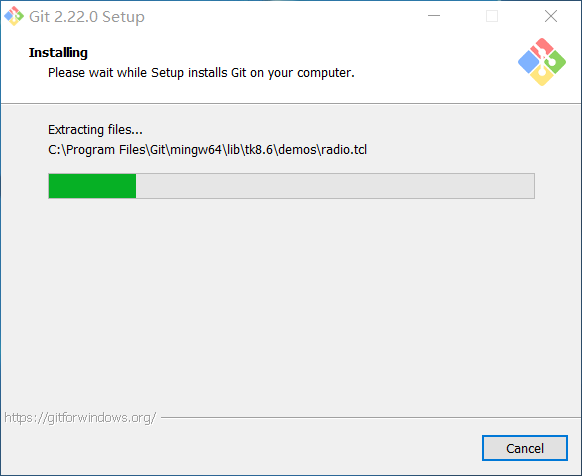 Git 2.22.0 Setup
Installing
Please wait while Setup installs Git on your computer.
Extracting files...
C:\Program Files\Git\mingw64\lib\tk8.6\demos\radio.tcl
https://gitforwindows.org/
Cancel